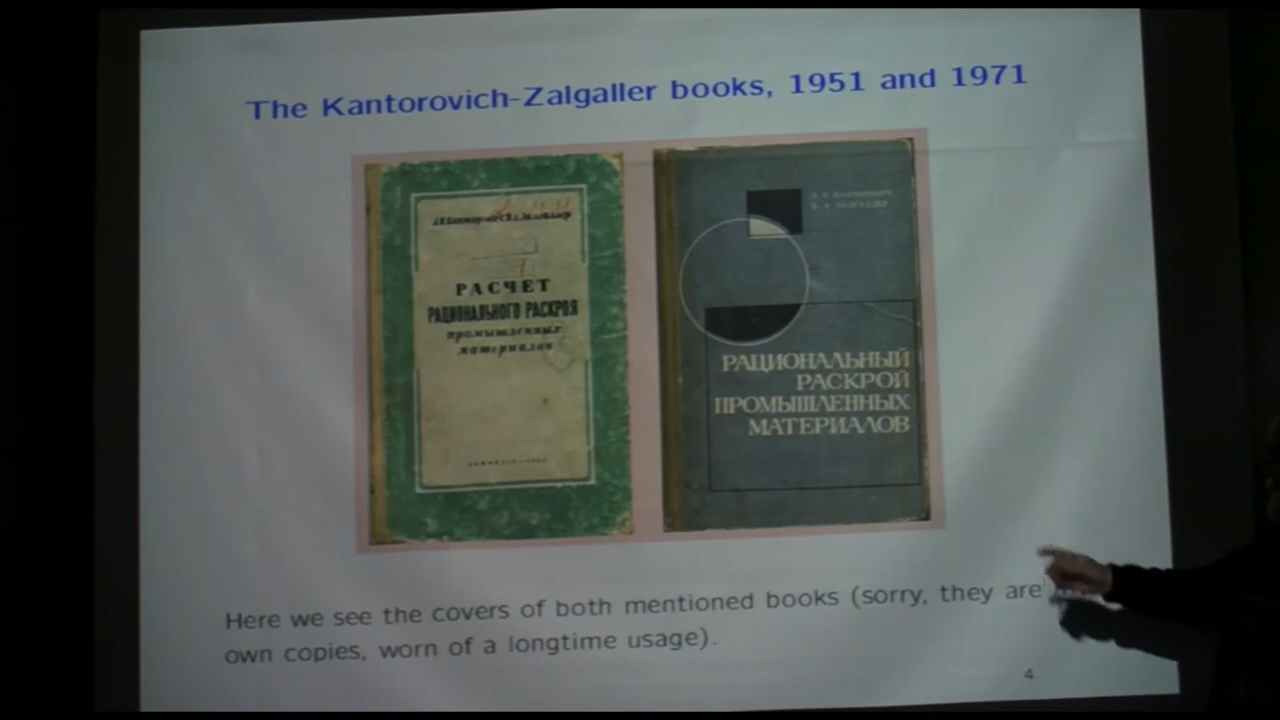 The Kantorovich-Zalgaller books, 1951 and 1971
РАСЧЕТ
РАЦИОНАЛЬНОГО РАСКРОЯ
промышленных
материалов
В. А. ЗАЛГАЛЛЕР
РАЦИОНАЛЬНЫЙ
РАСКРОЙ
ПРОМЫШЛЕННЫХ
МАТЕРИАЛОВ
Here we see the covers of both mentioned books (sorry, they are
own copies, worn of a longtime usage).
4